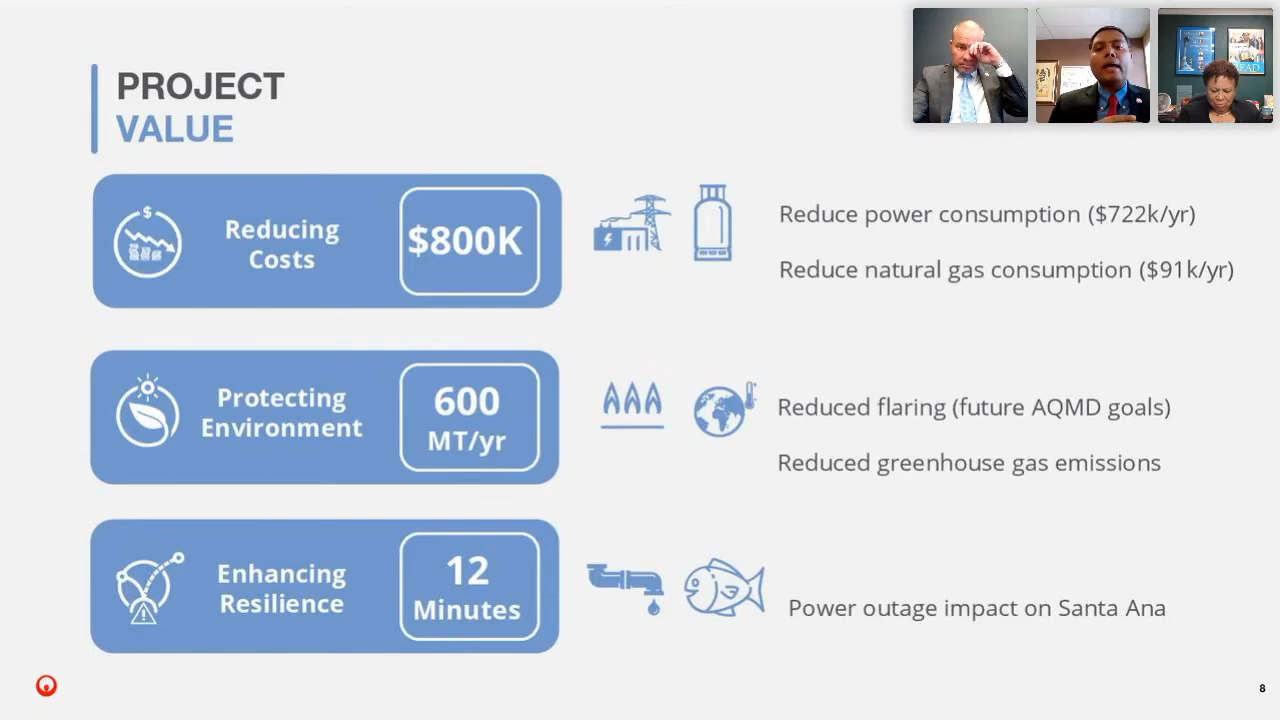 PROJECT
VALUE
Reducing
Costs
$
$800K
Reduce power consumption ($722k/yr)
Reduce natural gas consumption ($91k/yr)
Protecting
Environment
600
MT/yr
Reduced flaring (future AQMD goals)
Reduced greenhouse gas emissions
Enhancing
Resilience
12
Minutes
Power outage impact on Santa Ana
8